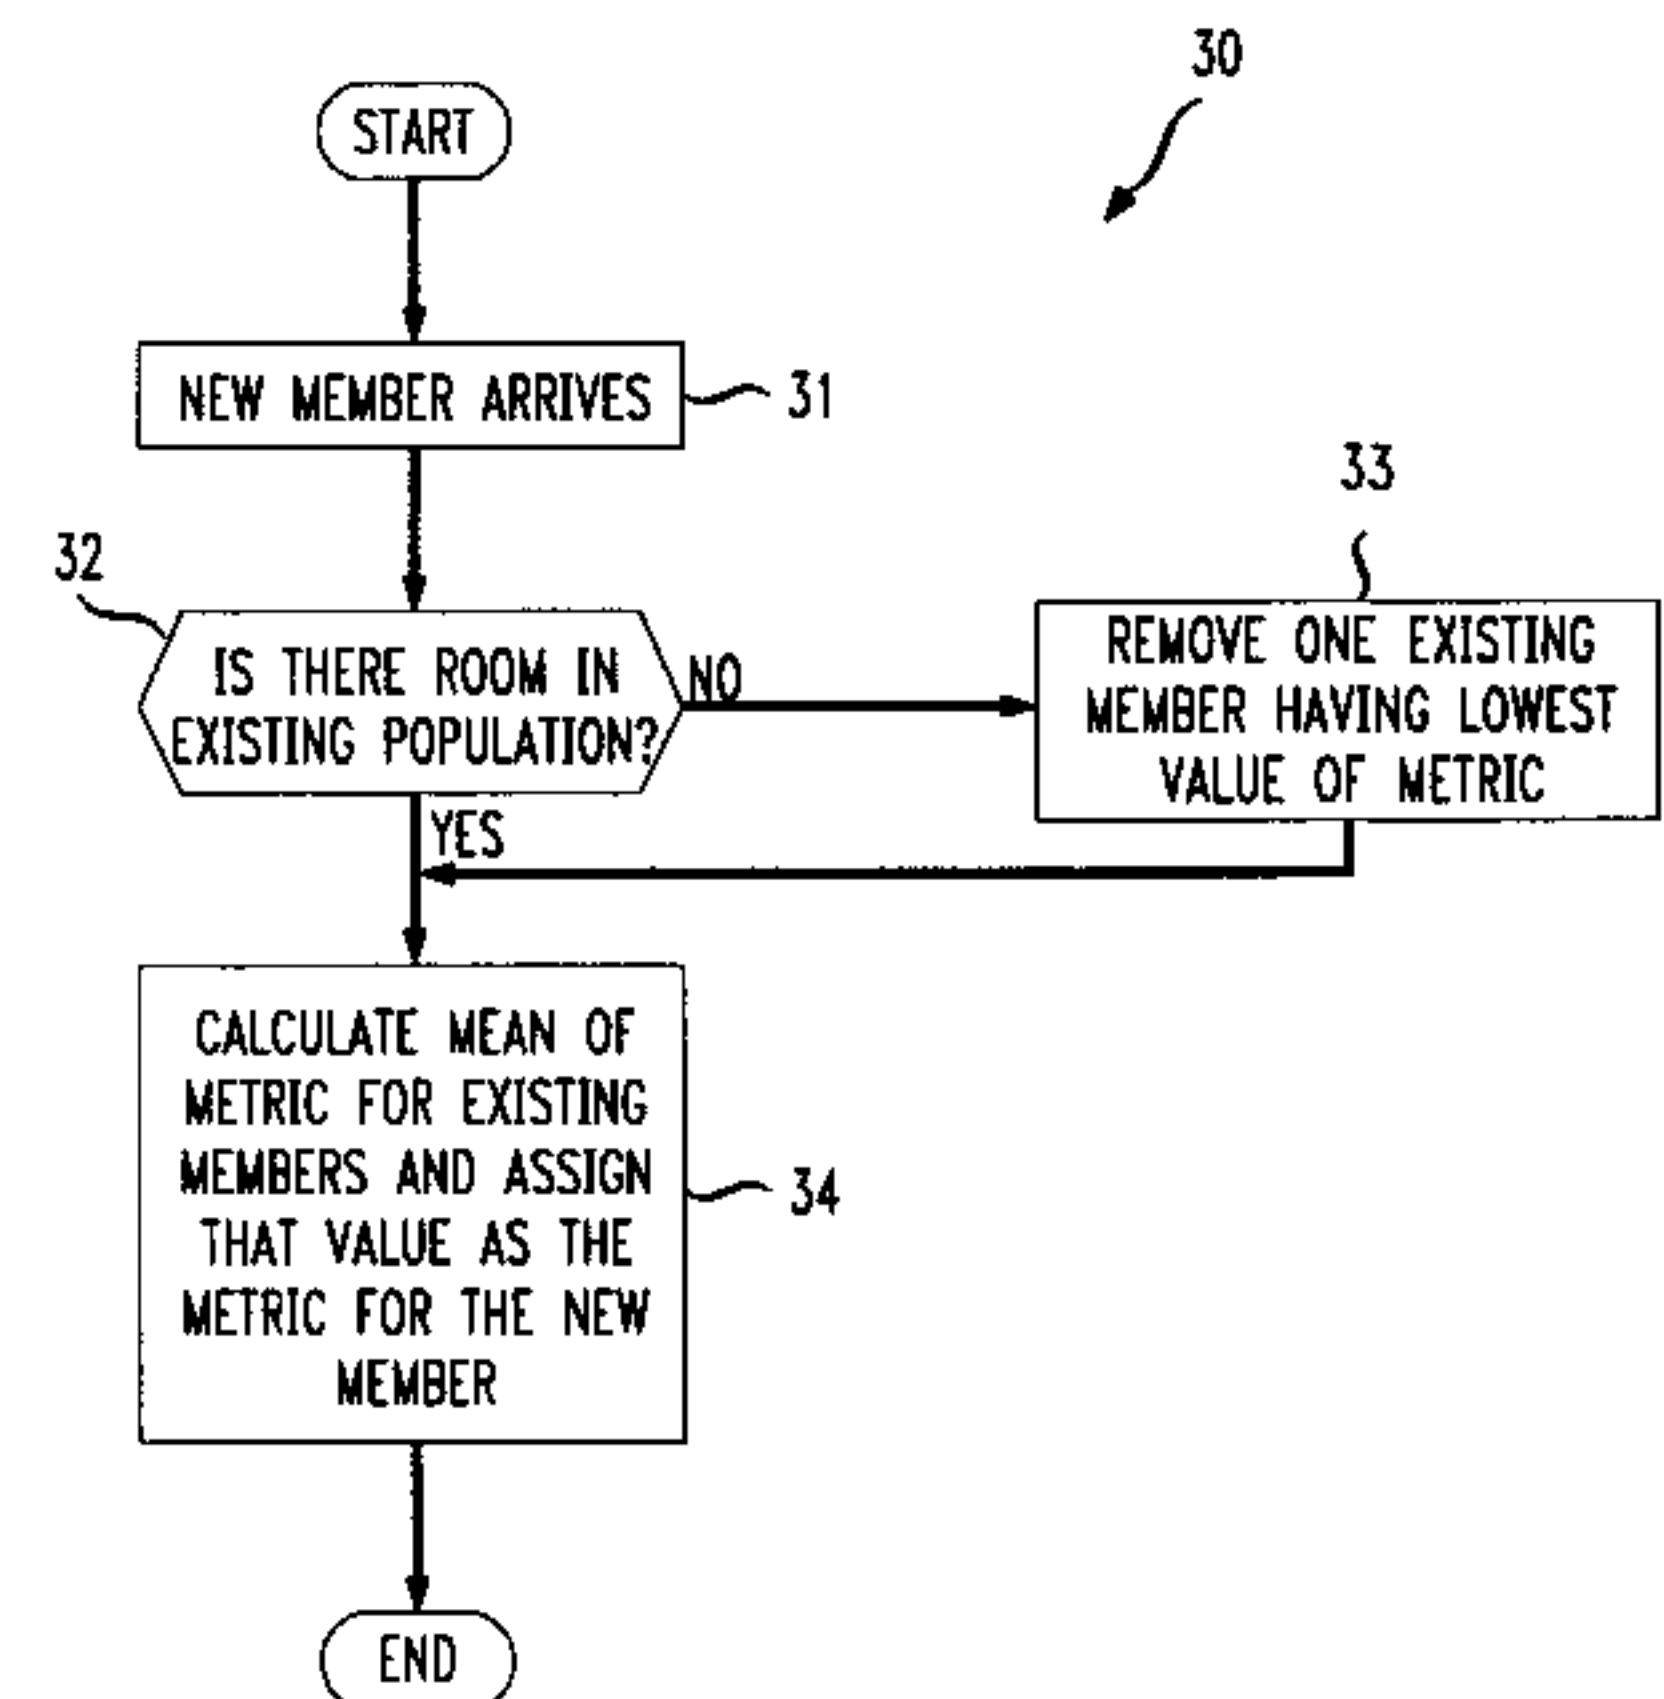 30
START
NEW MEMBER ARRIVES
31
32
IS THERE ROOM IN
EXISTING POPULATION?
NO
33
REMOVE ONE EXISTING
MEMBER HAVING LOWEST
VALUE OF METRIC
YES
CALCULATE MEAN OF
METRIC FOR EXISTING
MEMBERS AND ASSIGN
THAT VALUE AS THE
METRIC FOR THE NEW
MEMBER
34
END